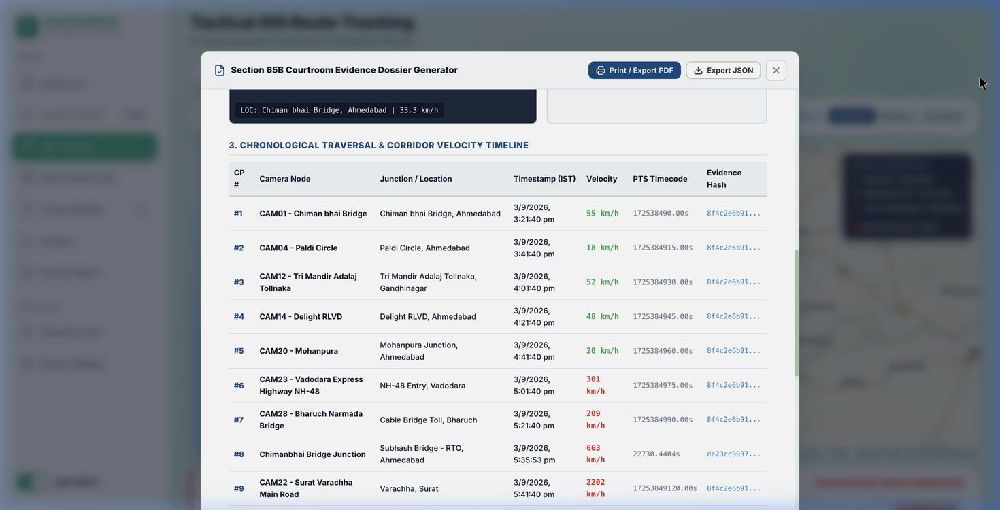 Tactical GIS Route Tracking
Section 65B Courtroom Evidence Dossier Generator
Print / Export PDF
Export JSON
LOC: Chiman bhai Bridge, Ahmedabad | 33.3 km/h
3. CHRONOLOGICAL TRAVERSAL & CORRIDOR VELOCITY TIMELINE
CP # Camera Node Junction / Location Timestamp (IST) Velocity PTS Timecode Evidence Hash
#1 CAM01 - Chiman bhai Bridge Chiman bhai Bridge, Ahmedabad 3/9/2026, 3:21:40 pm 55 km/h 172538490.00s 8f4c2e6b91...
#2 CAM04 - Paldi Circle Paldi Circle, Ahmedabad 3/9/2026, 3:41:40 pm 18 km/h 1725384915.00s 8f4c2e6b91...
#3 CAM12 - Tri Mandir Adalaj Tollnaka Tri Mandir Adalaj Tollnaka, Gandhinagar 3/9/2026, 4:01:40 pm 52 km/h 1725384930.00s 8f4c2e6b91...
#4 CAM14 - Delight RLVD Delight RLVD, Ahmedabad 3/9/2026, 4:21:40 pm 48 km/h 1725384945.00s 8f4c2e6b91...
#5 CAM20 - Mohanpura Mohanpura Junction, Ahmedabad 3/9/2026, 4:41:40 pm 20 km/h 1725384960.00s 8f4c2e6b91...
#6 CAM23 - Vadodara Express Highway NH-48 NH-48 Entry, Vadodara 3/9/2026, 5:01:40 pm 301 km/h 1725384975.00s 8f4c2e6b91...
#7 CAM28 - Bharuch Narmada Bridge Cable Bridge Toll, Bharuch 3/9/2026, 5:21:40 pm 209 km/h 1725384990.00s 8f4c2e6b91...
#8 Chimanbhai Bridge Junction Subhash Bridge - RTO, Ahmedabad 3/9/2026, 5:35:53 pm 663 km/h 22730.4404s de23cc9937...
#9 CAM22 - Surat Varachha Main Road Varachha, Surat 3/9/2026, 5:41:40 pm 2202 km/h 17253849120.00s 8f4c2e6b91...